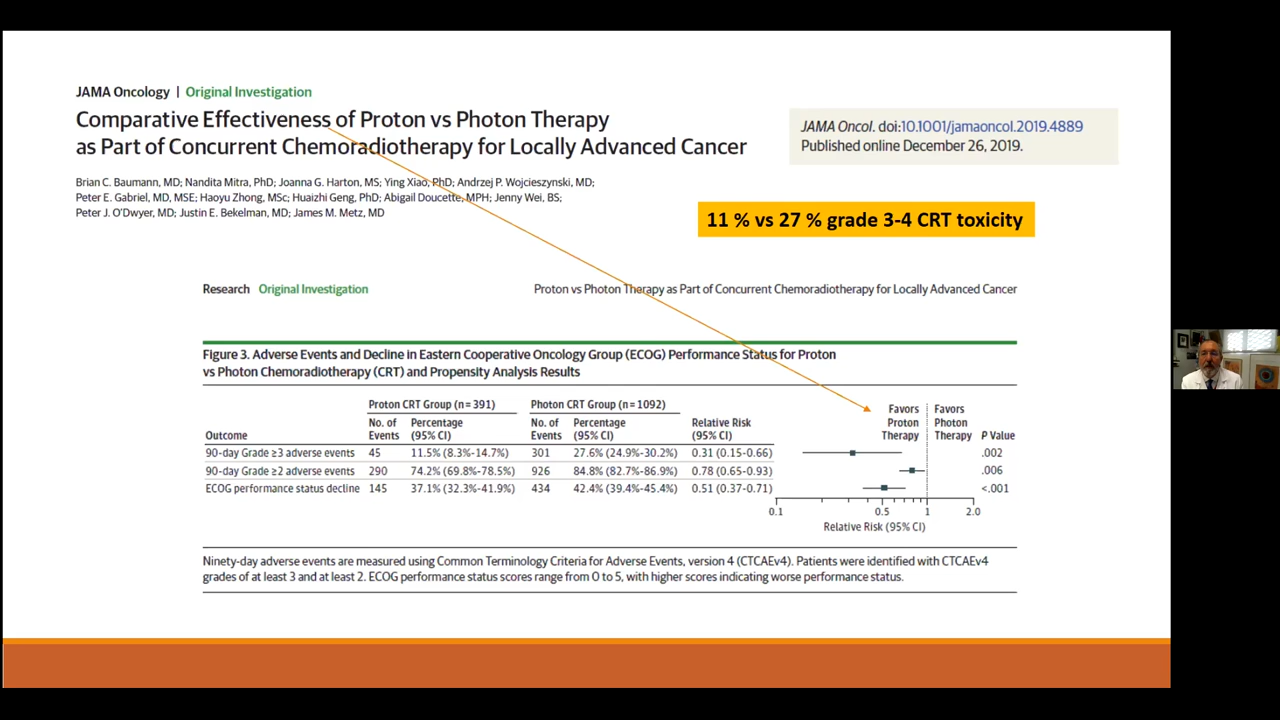 JAMA Oncology | Original Investigation
Comparative Effectiveness of Proton vs Photon Therapy
as Part of Concurrent Chemoradiotherapy for Locally Advanced Cancer
JAMA Oncol. doi:10.1001/jamaoncol.2019.4889
Published online December 26, 2019.
Brian C. Baumann, MD; Nandita Mitra, PhD; Joanna G. Harton, MS; Ying Xiao, PhD; Andrzej P. Wojcieszynski, MD;
Peter E. Gabriel, MD, MSE; Haoyu Zhong, MSc; Huaizhi Geng, PhD; Abigail Doucette, MPH; Jenny Wei, BS;
Peter J. O'Dwyer, MD; Justin E. Bekelman, MD; James M. Metz, MD
11 % vs 27 % grade 3-4 CRT toxicity
Research Original Investigation Proton vs Photon Therapy as Part of Concurrent Chemoradiotherapy for Locally Advanced Cancer
Figure 3. Adverse Events and Decline in Eastern Cooperative Oncology Group (ECOG) Performance Status for Proton
vs Photon Chemoradiotherapy (CRT) and Propensity Analysis Results
Proton CRT Group (n=391) Photon CRT Group (n=1092)
Outcome
No. of
Events
Percentage
(95% CI)
No. of
Events
Percentage
(95% CI)
Relative Risk
(95% CI)
Favors
Proton
Therapy
Favors
Photon
Therapy
P Value
90-day Grade ≥3 adverse events 45 11.5% (8.3%-14.7%) 301 27.6% (24.9%-30.2%) 0.31 (0.15-0.66) .002
90-day Grade ≥2 adverse events 290 74.2% (69.8%-78.5%) 926 84.8% (82.7%-86.9%) 0.78 (0.65-0.93) .006
ECOG performance status decline 145 37.1% (32.3%-41.9%) 434 42.4% (39.4%-45.4%) 0.51 (0.37-0.71) <.001
0.1 0.5 1 2.0
Relative Risk (95% CI)
Ninety-day adverse events are measured using Common Terminology Criteria for Adverse Events, version 4 (CTCAEv4). Patients were identified with CTCAEv4
grades of at least 3 and at least 2. ECOG performance status scores range from 0 to 5, with higher scores indicating worse performance status.